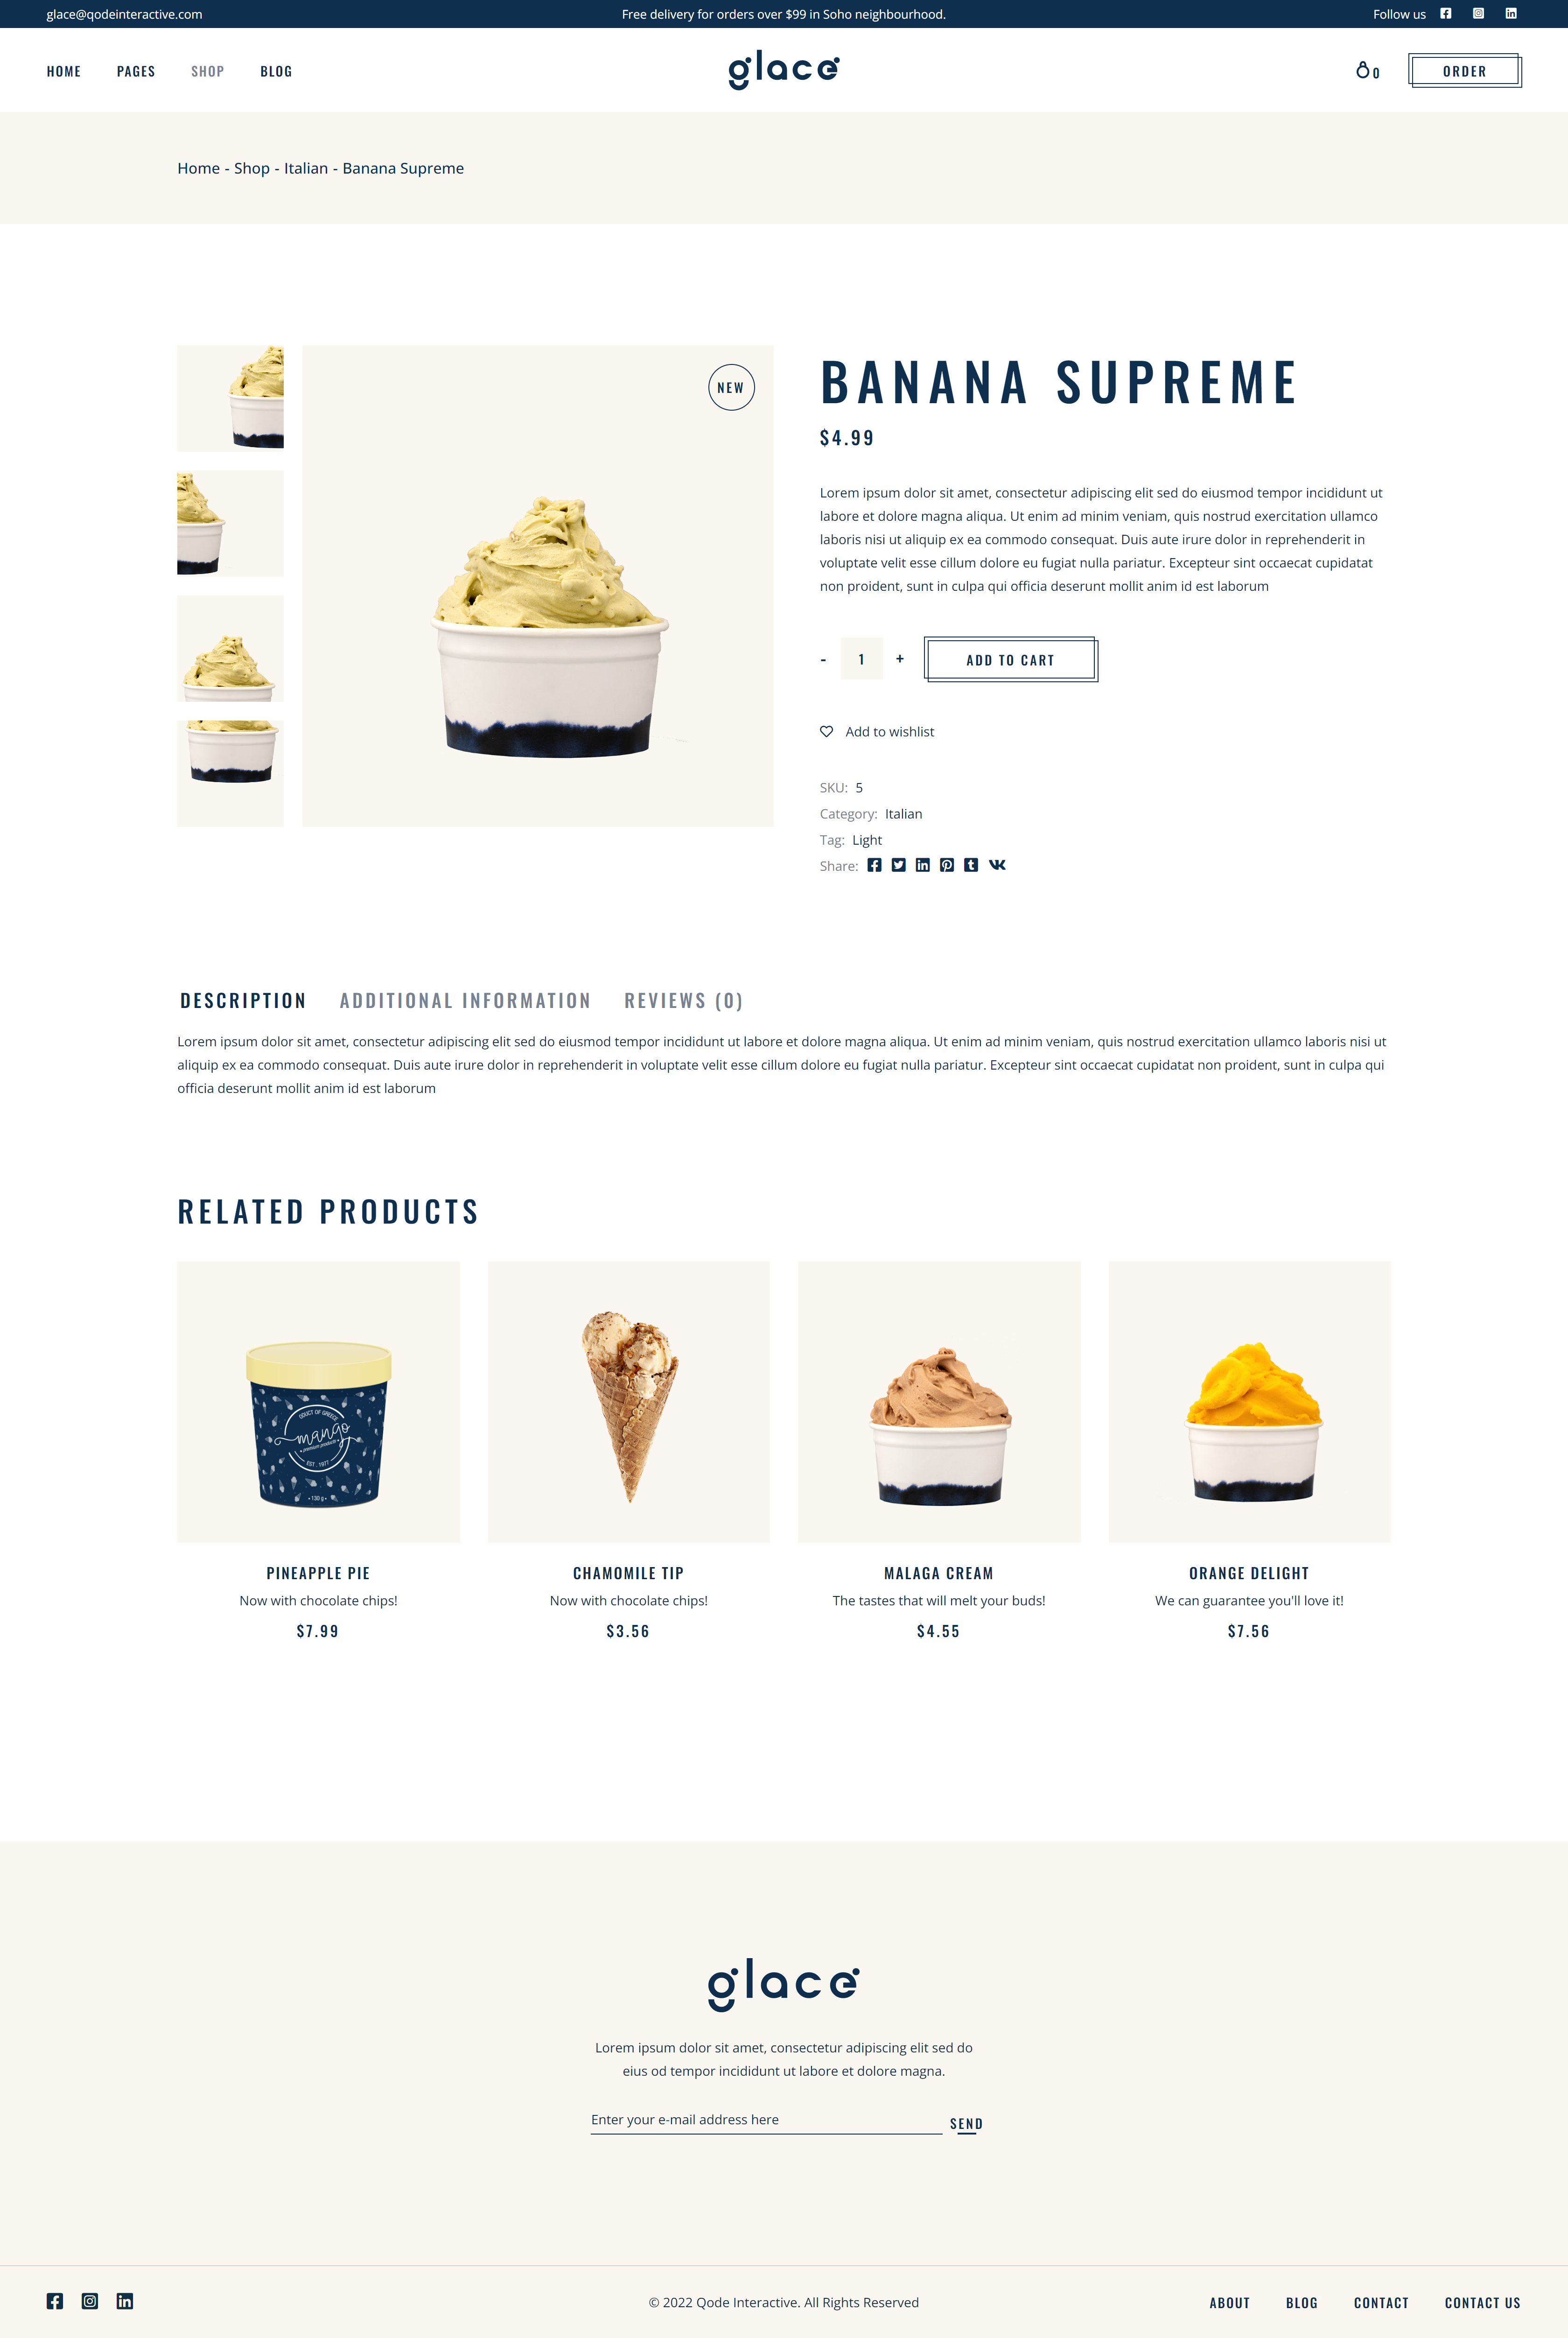 glace@qodeinteractive.com
Free delivery for orders over $99 in Soho neighbourhood.
Follow us
HOME
PAGES
SHOP
BLOG
glace
0
ORDER
Home - Shop - Italian - Banana Supreme
NEW
BANANA SUPREME
$4.99
Lorem ipsum dolor sit amet, consectetur adipiscing elit sed do eiusmod tempor incididunt ut
labore et dolore magna aliqua. Ut enim ad minim veniam, quis nostrud exercitation ullamco
laboris nisi ut aliquip ex ea commodo consequat. Duis aute irure dolor in reprehenderit in
voluptate velit esse cillum dolore eu fugiat nulla pariatur. Excepteur sint occaecat cupidatat
non proident, sunt in culpa qui officia deserunt mollit anim id est laborum
- 1 +
ADD TO CART
Add to wishlist
SKU: 5
Category: Italian
Tag: Light
Share:
DESCRIPTION
ADDITIONAL INFORMATION
REVIEWS (0)
Lorem ipsum dolor sit amet, consectetur adipiscing elit sed do eiusmod tempor incididunt ut labore et dolore magna aliqua. Ut enim ad minim veniam, quis nostrud exercitation ullamco laboris nisi ut
aliquip ex ea commodo consequat. Duis aute irure dolor in reprehenderit in voluptate velit esse cillum dolore eu fugiat nulla pariatur. Excepteur sint occaecat cupidatat non proident, sunt in culpa qui
officia deserunt mollit anim id est laborum
RELATED PRODUCTS
mango
premium products
EST . 1977
• 130 g •
PINEAPPLE PIE
Now with chocolate chips!
$7.99
CHAMOMILE TIP
Now with chocolate chips!
$3.56
MALAGA CREAM
The tastes that will melt your buds!
$4.55
ORANGE DELIGHT
We can guarantee you'll love it!
$7.56
glace
Lorem ipsum dolor sit amet, consectetur adipiscing elit sed do
eius od tempor incididunt ut labore et dolore magna.
Enter your e-mail address here
SEND
© 2022 Qode Interactive. All Rights Reserved
ABOUT
BLOG
CONTACT
CONTACT US